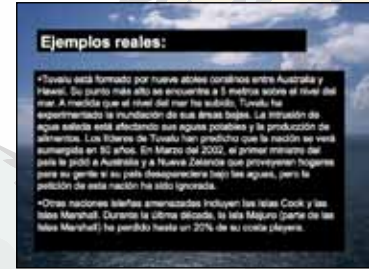 Ejemplos reales:
•Tuvalu está formado por nueve atoles coralinos entre Australia y
Hawai. Su punto más alto se encuentra a 5 metros sobre el nivel del
mar. A medida que el nivel del mar ha subido, Tuvalu ha
experimentado la inundación de sus áreas bajas. La intrusión de
agua salada está afectando sus aguas potables y la producción de
alimentos. Los líderes de Tuvalu han predicho que la nación se verá
sumergida en 50 años. En Marzo del 2002, el primer ministro del
país le pidió a Australia y a Nueva Zelanda que proveyeran hogares
para su gente si su país desapareciera bajo las aguas, pero la
petición de esta nación ha sido ignorada.
•Otras naciones isleñas amenazadas incluyen las islas Cook y las
Islas Marshall. Durante la última década, la isla Majuro (parte de las
Islas Marshall) ha perdido hasta un 20% de su costa playera.